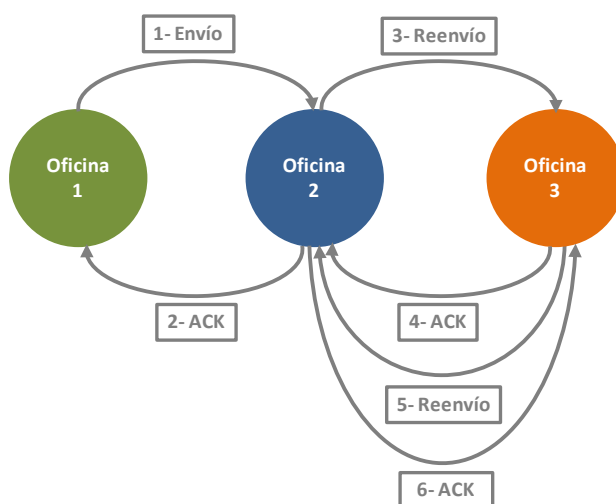 1- Envío
3- Reenvío
Oficina
1
Oficina
2
Oficina
3
2- ACK
4- ACK
5- Reenvío
6- ACK